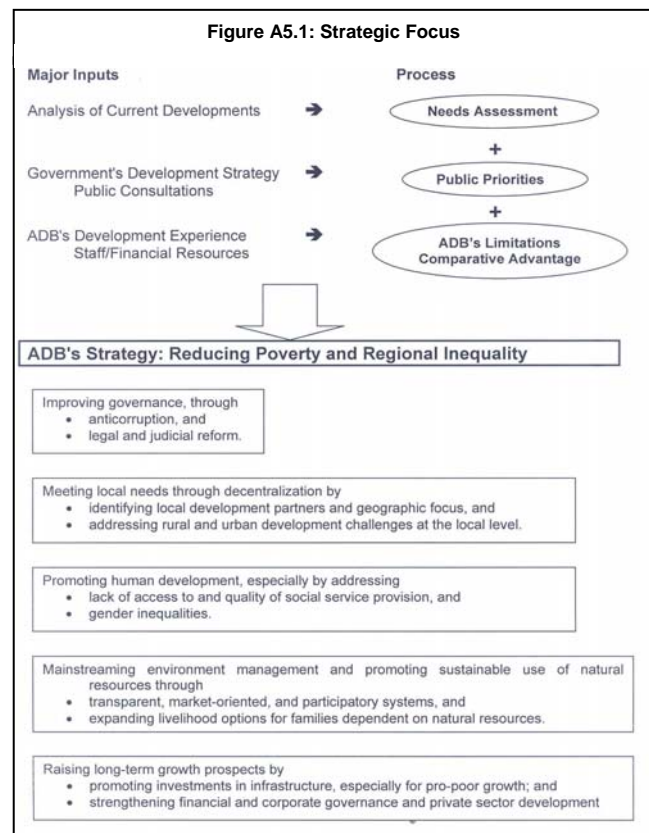 Figure A5.1: Strategic Focus
Major Inputs Process
Analysis of Current Developments ➔ Needs Assessment
+
Government's Development Strategy ➔ Public Priorities
Public Consultations
+
ADB's Development Experience ➔ ADB's Limitations
Staff/Financial Resources Comparative Advantage
ADB's Strategy: Reducing Poverty and Regional Inequality
Improving governance, through
• anticorruption, and
• legal and judicial reform.
Meeting local needs through decentralization by
• identifying local development partners and geographic focus, and
• addressing rural and urban development challenges at the local level.
Promoting human development, especially by addressing
• lack of access to and quality of social service provision, and
• gender inequalities.
Mainstreaming environment management and promoting sustainable use of natural
resources through
• transparent, market-oriented, and participatory systems, and
• expanding livelihood options for families dependent on natural resources.
Raising long-term growth prospects by
• promoting investments in infrastructure, especially for pro-poor growth; and
• strengthening financial and corporate governance and private sector development